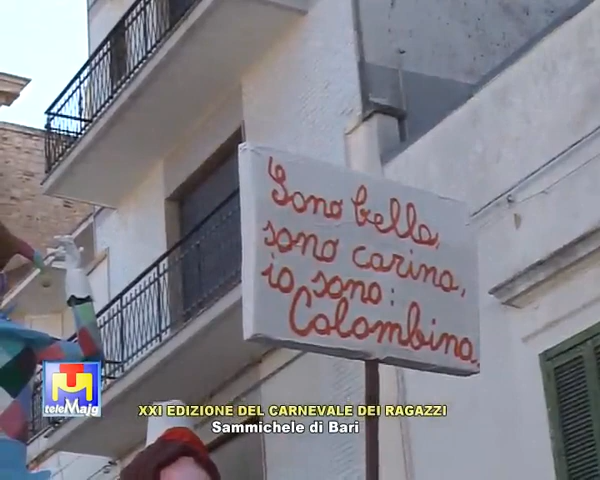 Sono bella,
sono carina,
io sono:
Colombina.
teleMajg
XXI EDIZIONE DEL CARNEVALE DEI RAGAZZI
Sammichele di Bari